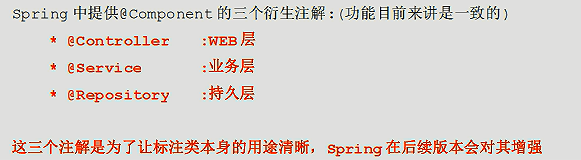 Spring 中提供@Component 的三个衍生注解:(功能目前来讲是一致的)
* @Controller :WEB 层
* @Service :业务层
* @Repository :持久层
这三个注解是为了让标注类本身的用途清晰，Spring 在后续版本会对其增强